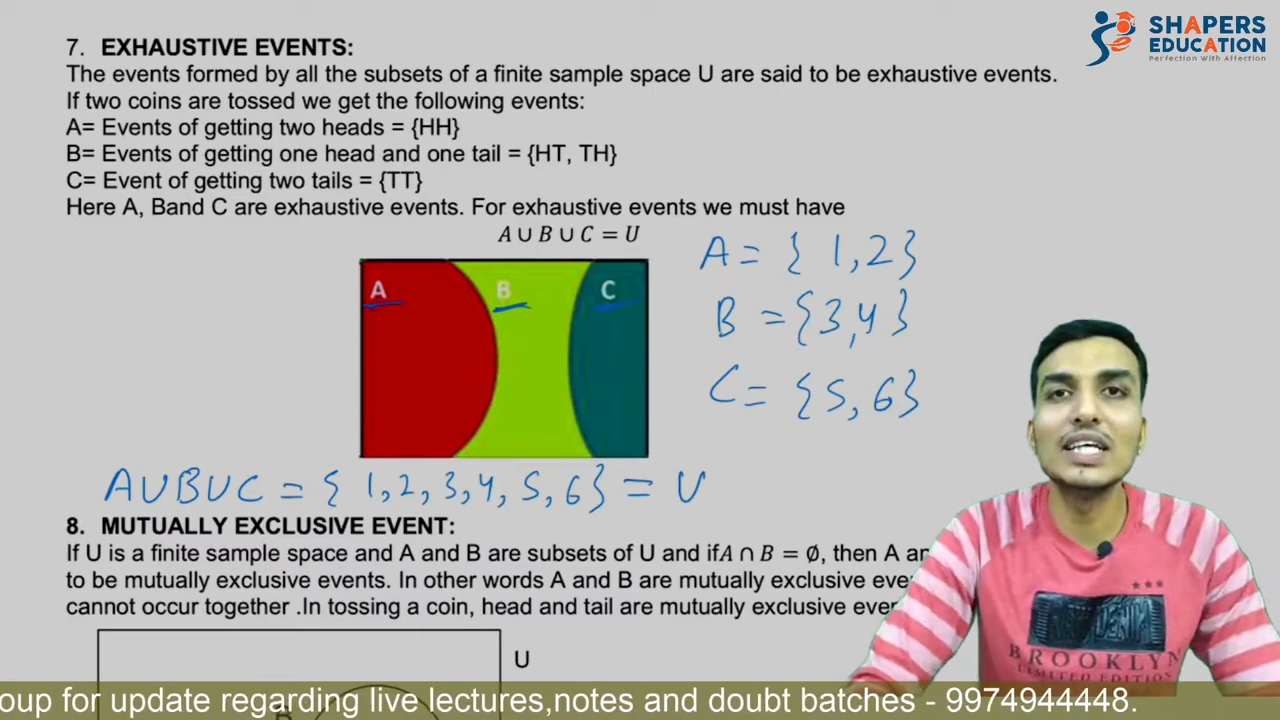 SHAPERS
EDUCATION
Perfection With Affection
7. EXHAUSTIVE EVENTS:
The events formed by all the subsets of a finite sample space U are said to be exhaustive events.
If two coins are tossed we get the following events:
A= Events of getting two heads = {HH}
B= Events of getting one head and one tail = {HT, TH}
C= Event of getting two tails = {TT}
Here A, Band C are exhaustive events. For exhaustive events we must have
A ∪ B ∪ C = U
A B C
A = { 1,2}
B = {3,4}
C = {5,6}
A∪B∪C = { 1,2,3,4,5,6} = U
8. MUTUALLY EXCLUSIVE EVENT:
If U is a finite sample space and A and B are subsets of U and ifA ∩ B = ∅, then A
to be mutually exclusive events. In other words A and B are mutually exclusive
cannot occur together .In tossing a coin, head and tail are mutually exclusive
U
BROOKLYN
LIMITED EDITION
oup for update regarding live lectures,notes and doubt batches - 9974944448.